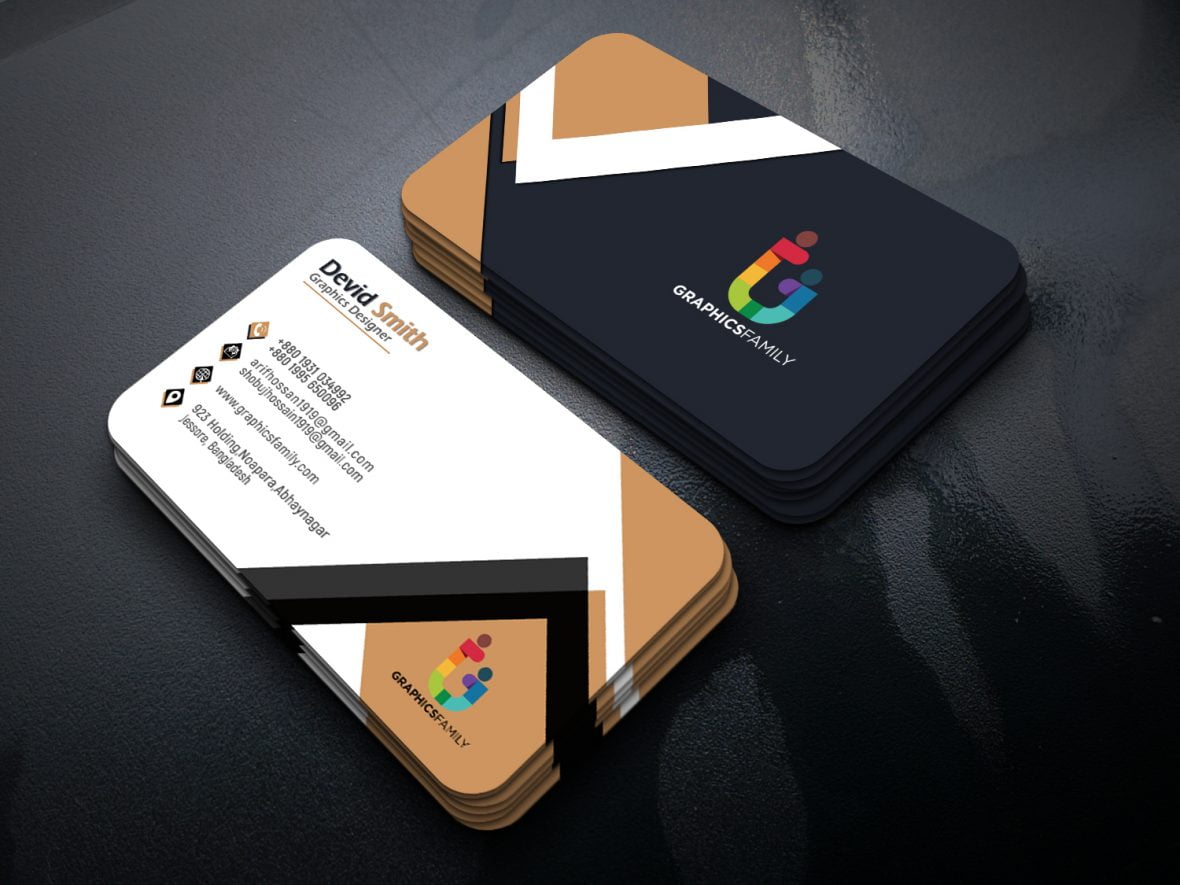 Devid Smith
Graphics Designer
+880 1931 034992
+880 1995 650096
arifhossan1919@gmail.com
shobujhossain1919@gmail.com
www.graphicsfamily.com
923 Holding,Noapara,Abhaynagar
jessore, Bangladesh
GRAPHICSFAMILY
GRAPHICSFAMILY